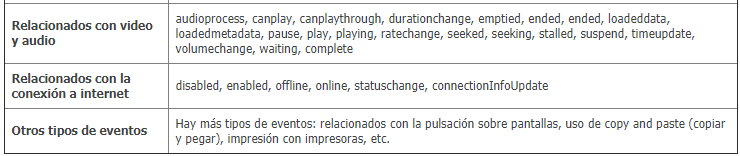 Relacionados con video
y audio
audioprocess, canplay, canplaythrough, durationchange, emptied, ended, ended, loadeddata,
loadedmetadata, pause, play, playing, ratechange, seeked, seeking, stalled, suspend, timeupdate,
volumechange, waiting, complete
Relacionados con la
conexión a internet
disabled, enabled, offline, online, statuschange, connectionInfoUpdate
Otros tipos de eventos
Hay más tipos de eventos: relacionados con la pulsación sobre pantallas, uso de copy and paste (copiar
y pegar), impresión con impresoras, etc.